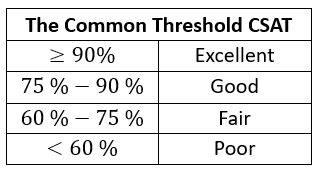 The Common Threshold CSAT
≥ 90% Excellent
75 % − 90 % Good
60 % − 75 % Fair
< 60 % Poor